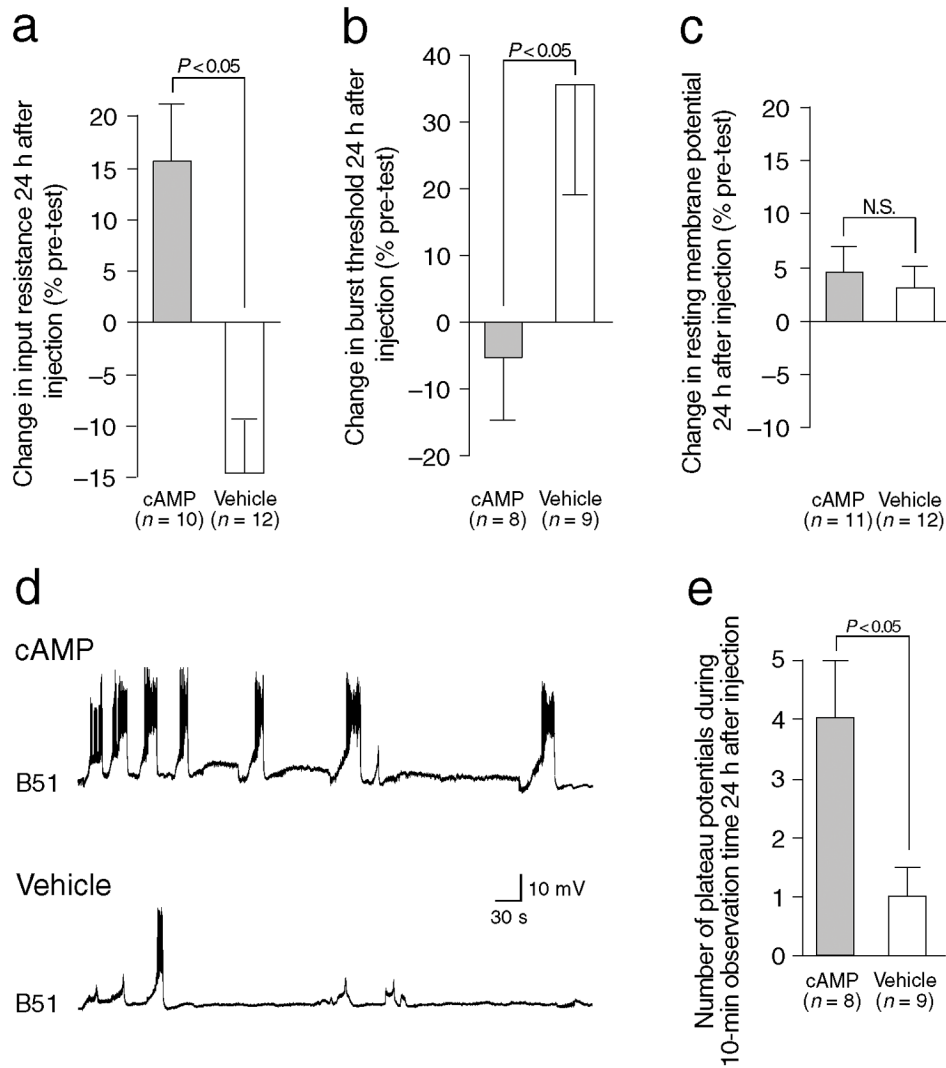 a
Change in input resistance 24 h after
injection (% pre-test)
P < 0.05
20
15
10
5
0
–5
–10
–15
cAMP
(n = 10)
Vehicle
(n = 12)
b
Change in burst threshold 24 h after
injection (% pre-test)
P < 0.05
40
30
20
10
0
–10
–20
cAMP
(n = 8)
Vehicle
(n = 9)
c
Change in resting membrane potential
24 h after injection (% pre-test)
N.S.
20
15
10
5
0
–5
–10
cAMP
(n = 11)
Vehicle
(n = 12)
d
cAMP
B51
Vehicle
10 mV
30 s
B51
e
Number of plateau potentials during
10-min observation time 24 h after injection
P < 0.05
5
4
3
2
1
0
cAMP
(n = 8)
Vehicle
(n = 9)